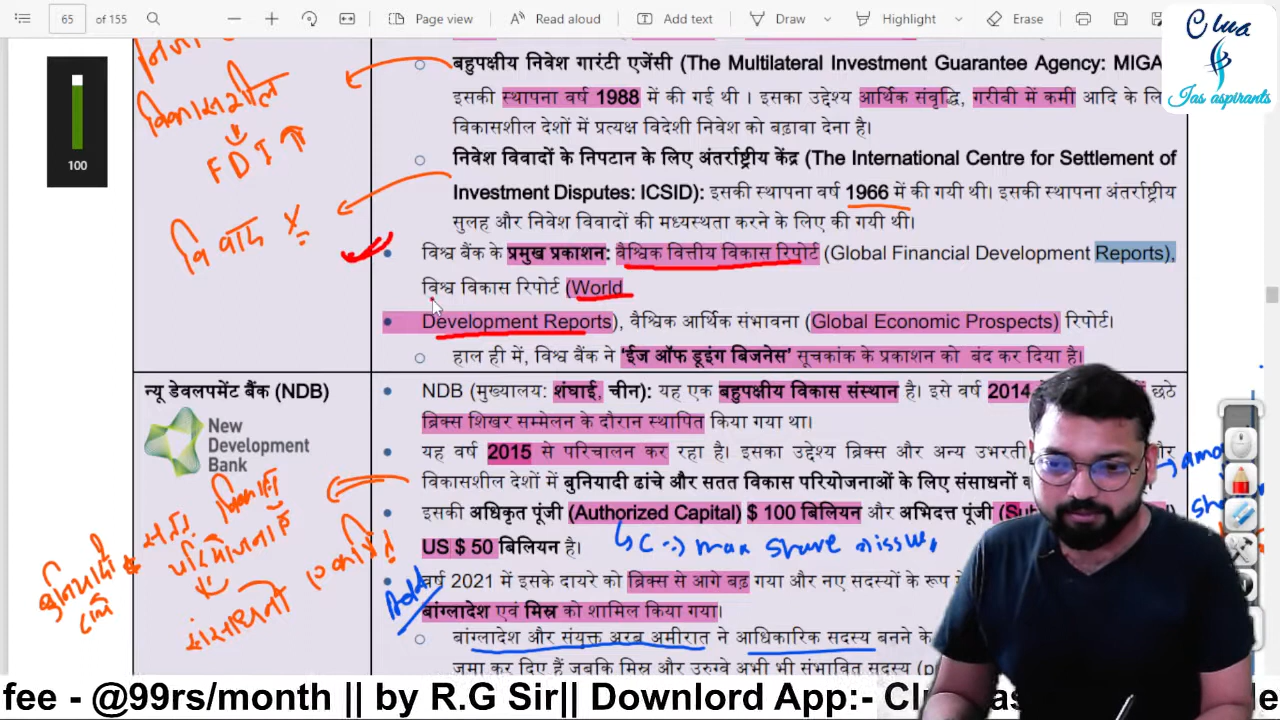 65 of 155
Page view
Read aloud
Add text
Draw
Highlight
Erase
Clua
Ias aspirants
बहुपक्षीय निवेश गारंटी एजेंसी (The Multilateral Investment Guarantee Agency: MIGA
इसकी स्थापना वर्ष 1988 में की गई थी। इसका उद्देश्य आर्थिक संवृद्धि, गरीबी में कमी आदि के लि
विकासशील देशों में प्रत्यक्ष विदेशी निवेश को बढ़ावा देना है।
विकासशील
FDI
100
निवेश विवादों के निपटान के लिए अंतर्राष्ट्रीय केंद्र (The International Centre for Settlement of
Investment Disputes: ICSID): इसकी स्थापना वर्ष 1966 में की गयी थी। इसकी स्थापना अंतर्राष्ट्रीय
सुलह और निवेश विवादों की मध्यस्थता करने के लिए की गयी थी।
विवाद
विश्व बैंक के प्रमुख प्रकाशन: वैश्विक वित्तीय विकास रिपोर्ट (Global Financial Development Reports),
विश्व विकास रिपोर्ट (World
Development Reports), वैश्विक आर्थिक संभावना (Global Economic Prospects) रिपोर्ट।
हाल ही में, विश्व बैंक ने ‘ईज ऑफ डूइंग बिजनेस’ सूचकांक के प्रकाशन को बंद कर दिया है।
न्यू डेवलपमेंट बैंक (NDB)
New
Development
Bank
NDB (मुख्यालय: शंघाई, चीन): यह एक बहुपक्षीय विकास संस्थान है। इसे वर्ष 2014 छठे
ब्रिक्स शिखर सम्मेलन के दौरान स्थापित किया गया था।
यह वर्ष 2015 से परिचालन कर रहा है। इसका उद्देश्य ब्रिक्स और अन्य उभरती
विकासशील देशों में बुनियादी ढांचे और सतत विकास परियोजनाओं के लिए संसाधनों
इसकी अधिकृत पूंजी (Authorized Capital) $ 100 बिलियन और अभिदत्त पूंजी
US $ 50 बिलियन है।
max share issue
Add
वर्ष 2021 में इसके दायरे को ब्रिक्स से आगे बढ़ गया और नए सदस्यों के रूप
बांग्लादेश एवं मिस्र को शामिल किया गया।
बांग्लादेश और संयुक्त अरब अमीरात ने आधिकारिक सदस्य बनने के
जमा कर दिए हैं जबकि मिस्र और उरुग्वे अभी भी संभावित सदस्य
fee - @99rs/month || by R.G Sir|| Downlord App:- Clu